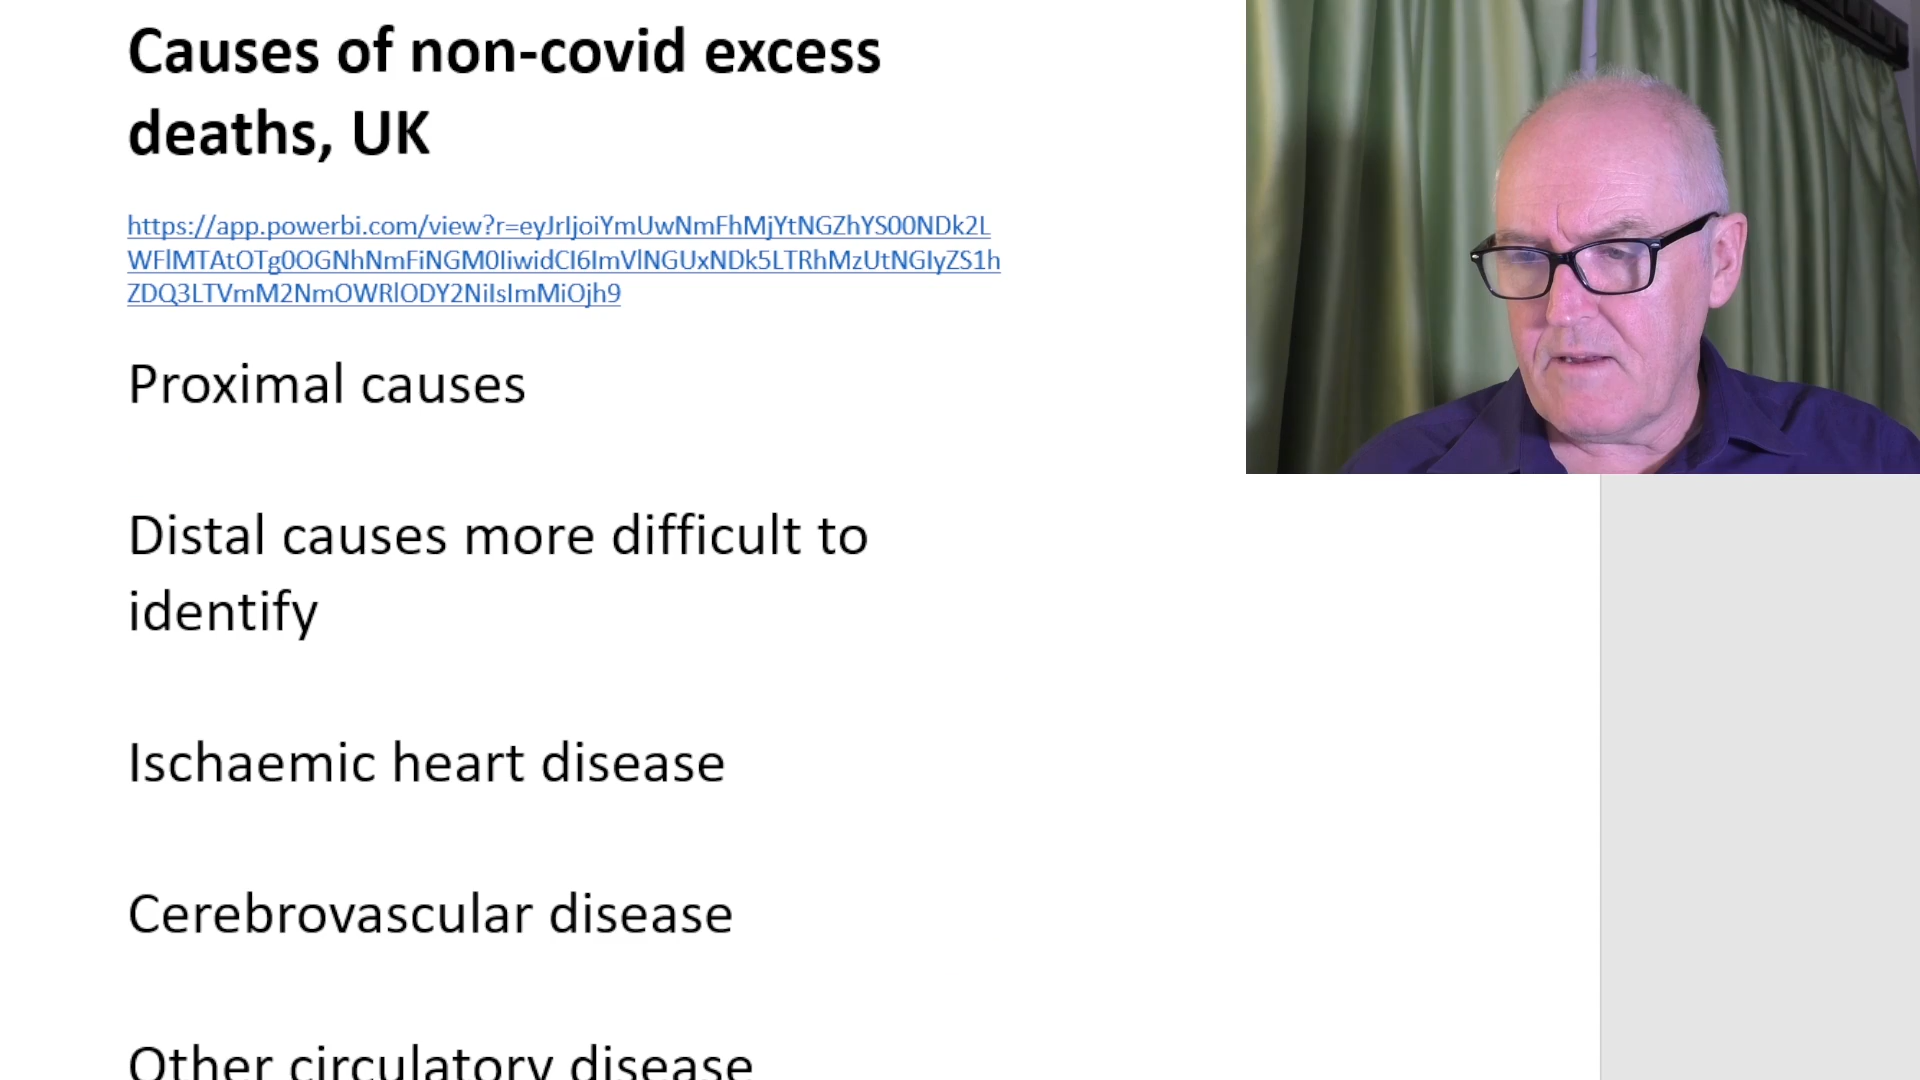 Causes of non-covid excess
deaths, UK
https://app.powerbi.com/view?r=eyJrIjoiYmUwNmFhMjYtNGZhYS00NDk2L
WFlMTAtOTg0OGNhNmFiNGM0IiwidCI6ImVlNGUxNDk5LTRhMzUtNGIyZS1h
ZDQ3LTVmM2NmOWRlODY2NiIsImMiOjh9
Proximal causes
Distal causes more difficult to
identify
Ischaemic heart disease
Cerebrovascular disease
Other circulatory disease